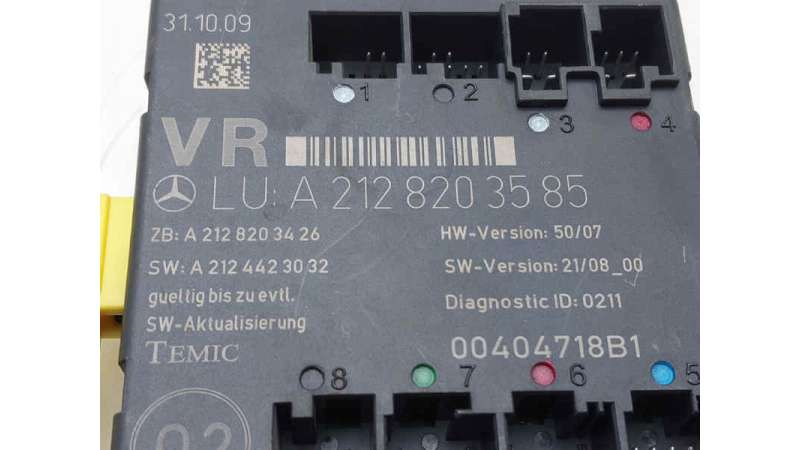 31.10.09
1 2 3 4
VR
LU: A 212 820 35 85
ZB: A 212 820 34 26
HW-Version: 50/07
SW: A 212 442 30 32
SW-Version: 21/08_00
gueltig bis zu evtl.
Diagnostic ID: 0211
SW-Aktualisierung
TEMIC
00404718B1
8 7 6 5
02